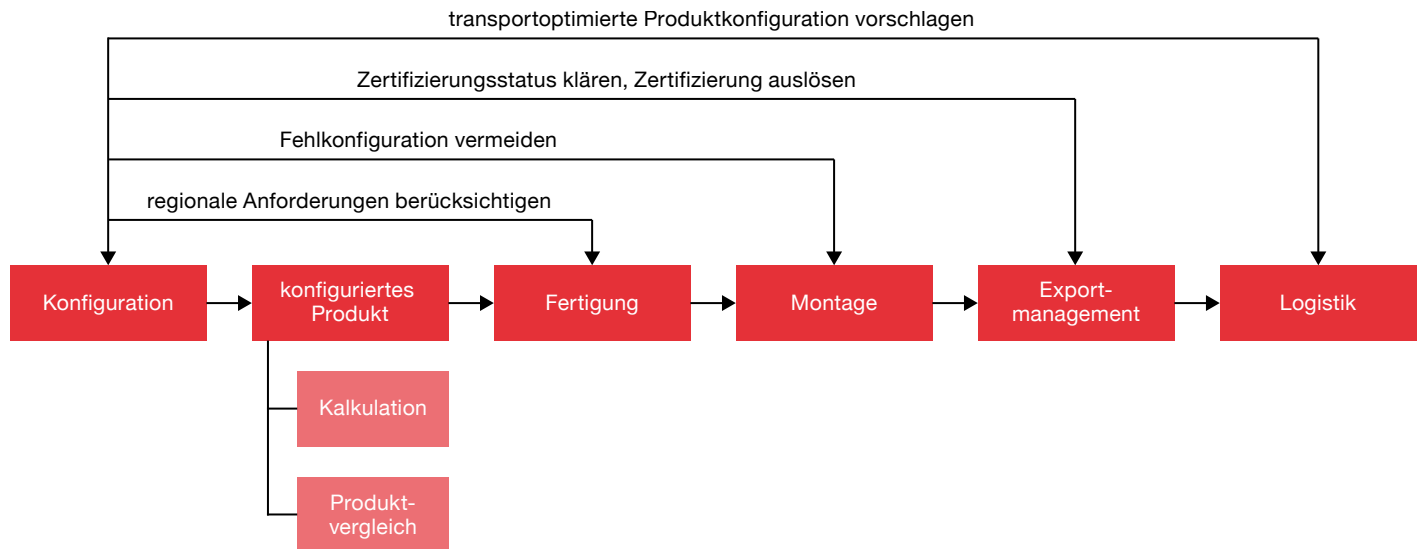 transportoptimierte Produktkonfiguration vorschlagen
Zertifizierungsstatus klären, Zertifizierung auslösen
Fehlkonfiguration vermeiden
regionale Anforderungen berücksichtigen
Konfiguration
konfiguriertes
Produkt
Fertigung
Montage
Export-
management
Logistik
Kalkulation
Produkt-
vergleich